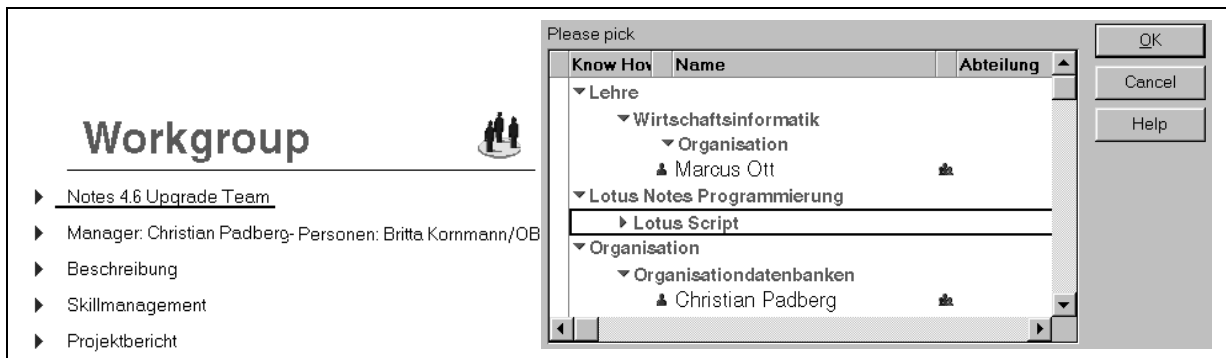 Workgroup
Notes 4.6 Upgrade Team
Manager: Christian Padberg- Personen: Britta Kornmann/OB
Beschreibung
Skillmanagement
Projektbericht
Please pick
Know How Name Abteilung
Lehre
Wirtschaftsinformatik
Organisation
Marcus Ott
Lotus Notes Programmierung
Lotus Script
Organisation
Organisationdatenbanken
Christian Padberg
OK
Cancel
Help